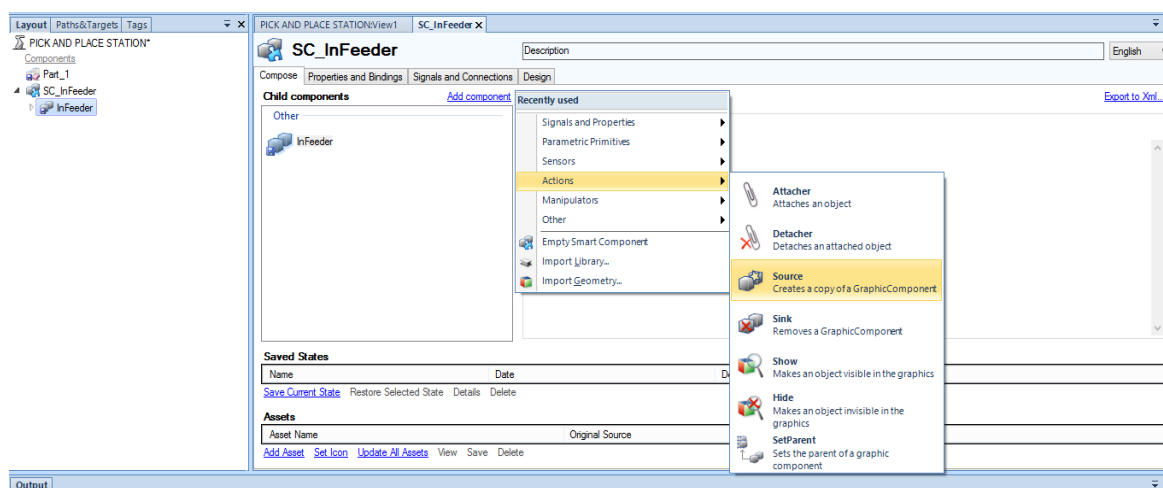 Layout Paths&Targets Tags
PICK AND PLACE STATION:View1 SC_InFeeder
PICK AND PLACE STATION*
Components
Part_1
SC_InFeeder
InFeeder
SC_InFeeder
Description
English
Compose Properties and Bindings Signals and Connections Design
Child components Add component
Export to Xml...
Other
InFeeder
Recently used
Signals and Properties
Parametric Primitives
Sensors
Actions
Manipulators
Other
Empty Smart Component
Import Library...
Import Geometry...
Attacher
Attaches an object
Detacher
Detaches an attached object
Source
Creates a copy of a GraphicComponent
Sink
Removes a GraphicComponent
Show
Makes an object visible in the graphics
Hide
Makes an object invisible in the
graphics
SetParent
Sets the parent of a graphic
component
Saved States
Name Date
Save Current State Restore Selected State Details Delete
Assets
Asset Name Original Source
Add Asset Set Icon Update All Assets View Save Delete
Output